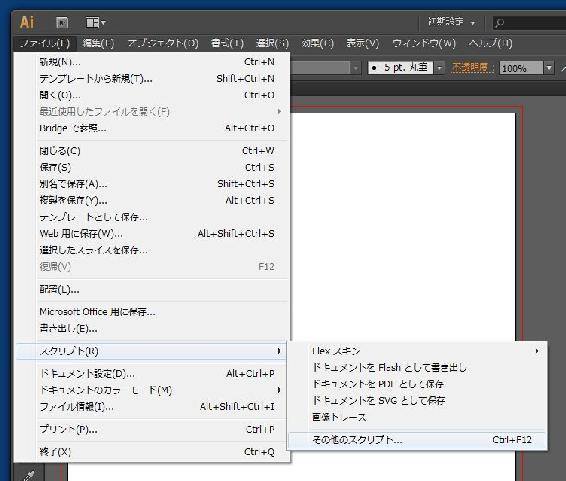 Ai 初期設定
ファイル(F) 編集(E) オブジェクト(O) 書式(T) 選択(S) 効果(C) 表示(V) ウィンドウ(W) ヘルプ(H)
5 pt. 丸筆 不透明度: 100%
新規(N)... Ctrl+N
テンプレートから新規(T)... Shift+Ctrl+N
開く(O)... Ctrl+O
最近使用したファイルを開く(F)
Bridge で参照... Alt+Ctrl+O
閉じる(C) Ctrl+W
保存(S) Ctrl+S
別名で保存(A)... Shift+Ctrl+S
複製を保存(Y)... Alt+Ctrl+S
テンプレートとして保存...
Web 用に保存(W)... Alt+Shift+Ctrl+S
選択したスライスを保存...
復帰(V) F12
配置(L)...
Microsoft Office 用に保存...
書き出し(E)...
スクリプト(R)
Flex スキン
ドキュメントを Flash として書き出し
ドキュメントを PDF として保存
ドキュメントを SVG として保存
画像トレース
その他のスクリプト... Ctrl+F12
ドキュメント設定(D)... Alt+Ctrl+P
ドキュメントのカラーモード(M)
ファイル情報(I)... Alt+Shift+Ctrl+I
プリント(P)... Ctrl+P
終了(X) Ctrl+Q